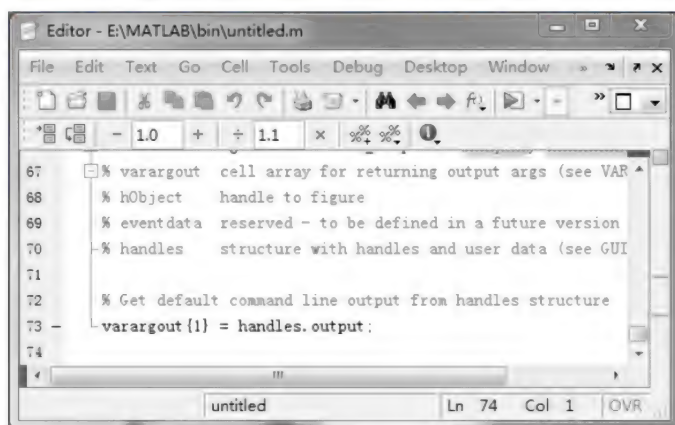 Editor - E:\MATLAB\bin\untitled.m
File Edit Text Go Cell Tools Debug Desktop Window »
»
- 1.0 + ÷ 1.1 ×
67 % varargout cell array for returning output args (see VAR
68 % hObject handle to figure
69 % eventdata reserved - to be defined in a future version
70 % handles structure with handles and user data (see GUI
71
72 % Get default command line output from handles structure
73 - varargout{1} = handles.output;
74
untitled Ln 74 Col 1 OVR